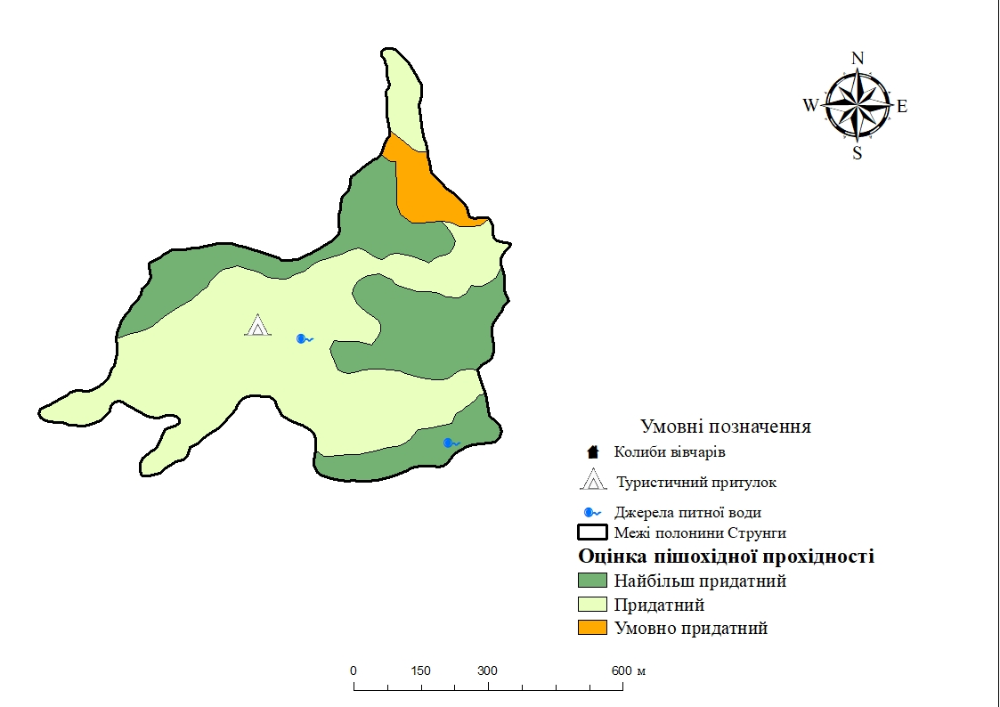 N
W E
S
Умовні позначення
Колиби вівчарів
Туристичний притулок
Джерела питної води
Межі полонини Струнги
Оцінка пішохідної прохідності
Найбільш придатний
Придатний
Умовно придатний
0 150 300 600 м